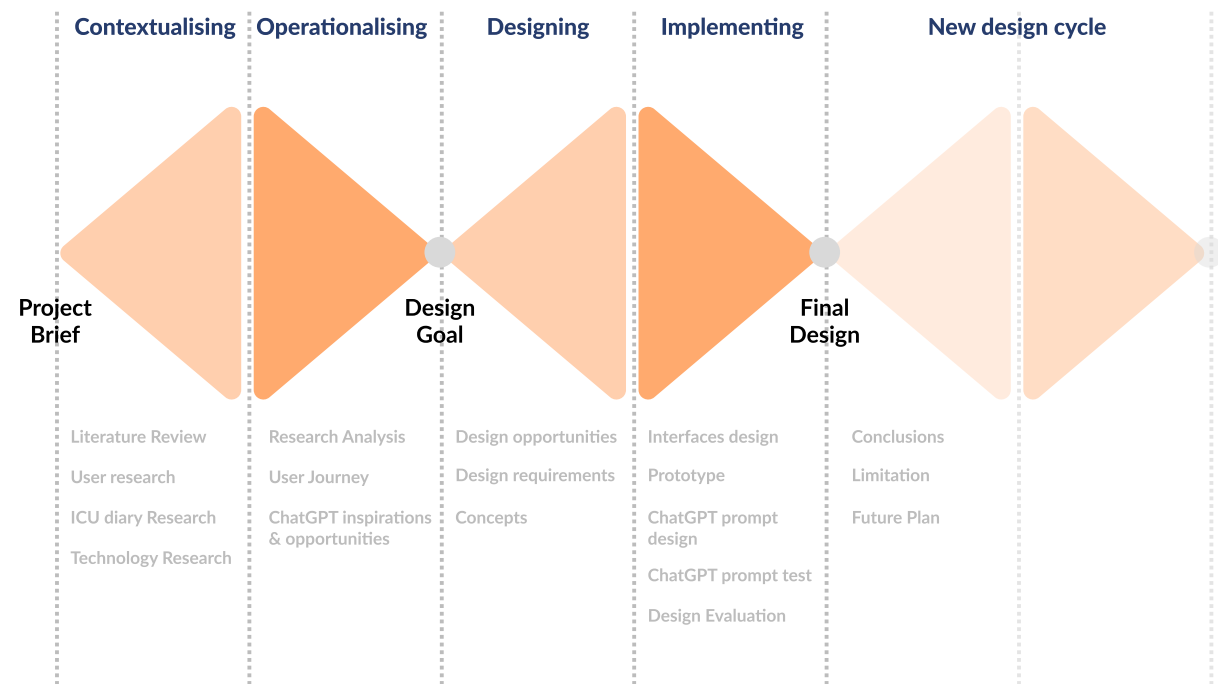 Contextualising
Operationalising
Designing
Implementing
New design cycle
Project
Brief
Design
Goal
Final
Design
Literature Review
User research
ICU diary Research
Technology Research
Research Analysis
User Journey
ChatGPT inspirations
& opportunities
Design opportunities
Design requirements
Concepts
Interfaces design
Prototype
ChatGPT prompt
design
ChatGPT prompt test
Design Evaluation
Conclusions
Limitation
Future Plan